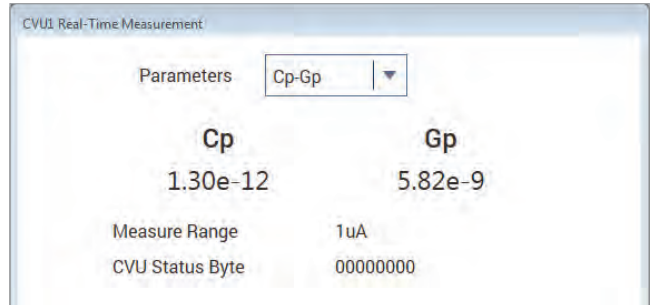 CVU1 Real-Time Measurement
Parameters Cp-Gp
Cp Gp
1.30e-12 5.82e-9
Measure Range 1uA
CVU Status Byte 00000000